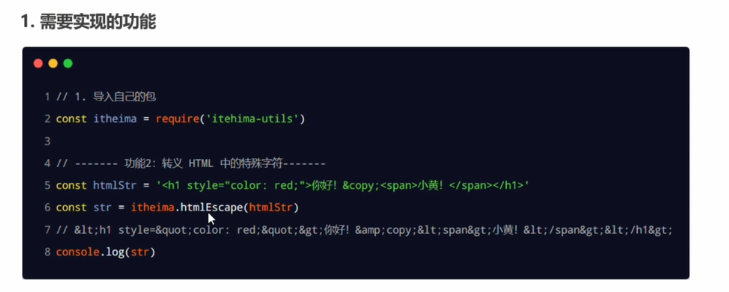 1. 需要实现的功能
1 // 1. 导入自己的包
2 const itheima = require('itehima-utils')
3
4 // ------- 功能2：转义 HTML 中的特殊字符-------
5 const htmlStr = '<h1 style="color: red;">你好！&copy;<span>小黄！</span></h1>'
6 const str = itheima.htmlEscape(htmlStr)
7 // &lt;h1 style=&quot;color: red;&quot;&gt;你好！&amp;copy;&lt;span&gt;小黄！&lt;/span&gt;&lt;/h1&gt;
8 console.log(str)